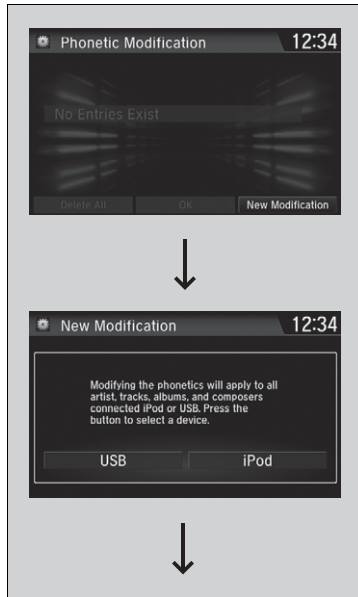 Phonetic Modification 12:34
No Entries Exist
Delete All OK New Modification
New Modification 12:34
Modifying the phonetics will apply to all
artist, tracks, albums, and composers
connected iPod or USB. Press the
button to select a device.
USB iPod